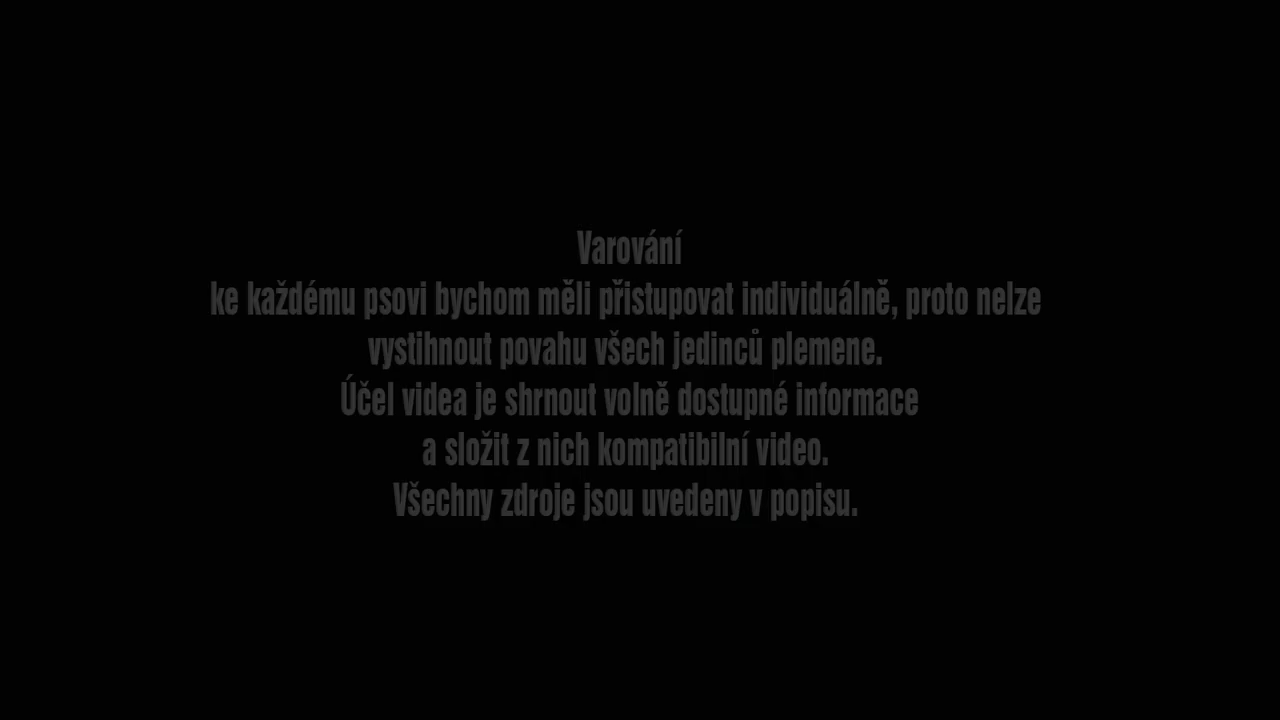 Varování
ke každému psovi bychom měli přistupovat individuálně, proto nelze
vystihnout povahu všech jedinců plemene.
Účel videa je shrnout volně dostupné informace
a složit z nich kompatibilní video.
Všechny zdroje jsou uvedeny v popisu.